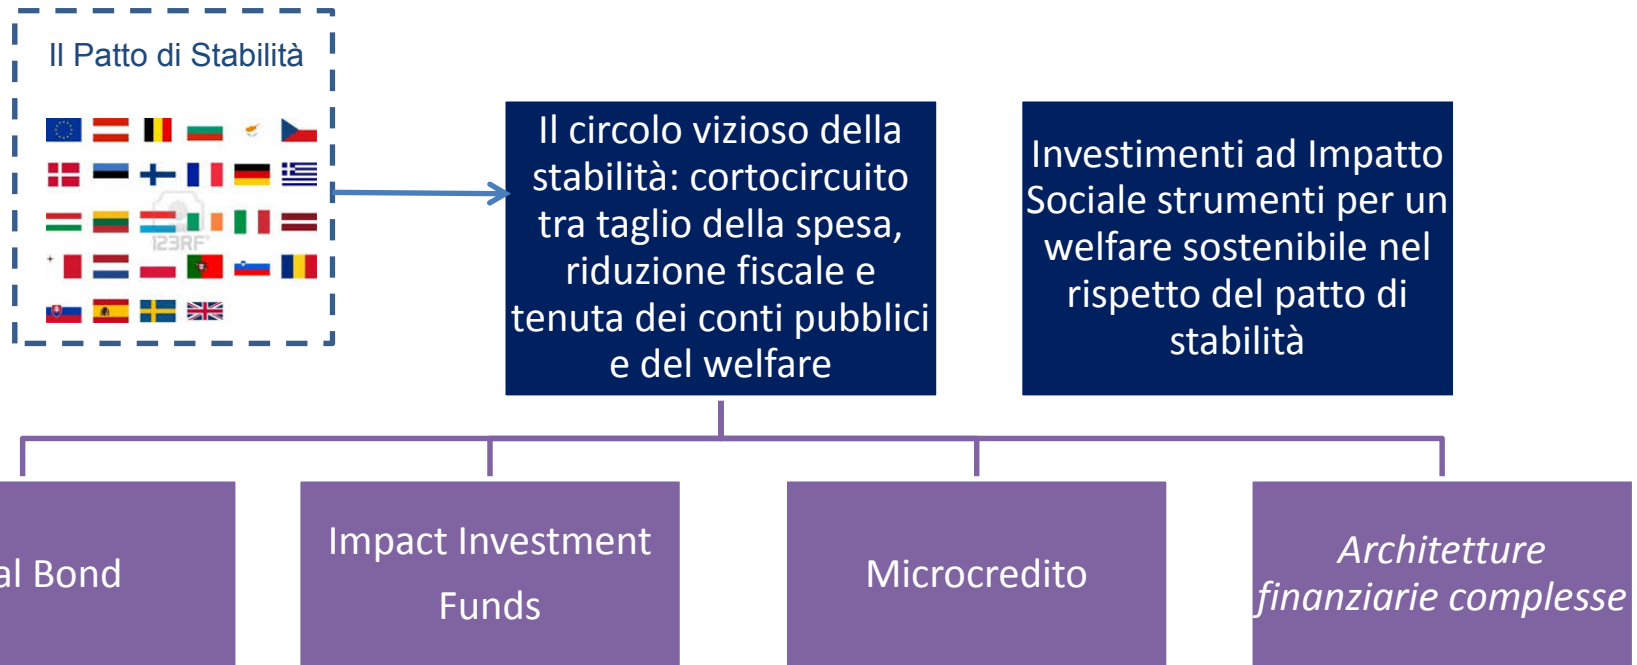 Il Patto di Stabilità
123RF
Il circolo vizioso della
stabilità: cortocircuito
tra taglio della spesa,
riduzione fiscale e
tenuta dei conti pubblici
e del welfare
Investimenti ad Impatto
Sociale strumenti per un
welfare sostenibile nel
rispetto del patto di
stabilità
al Bond
Impact Investment
Funds
Microcredito
Architetture
finanziarie complesse